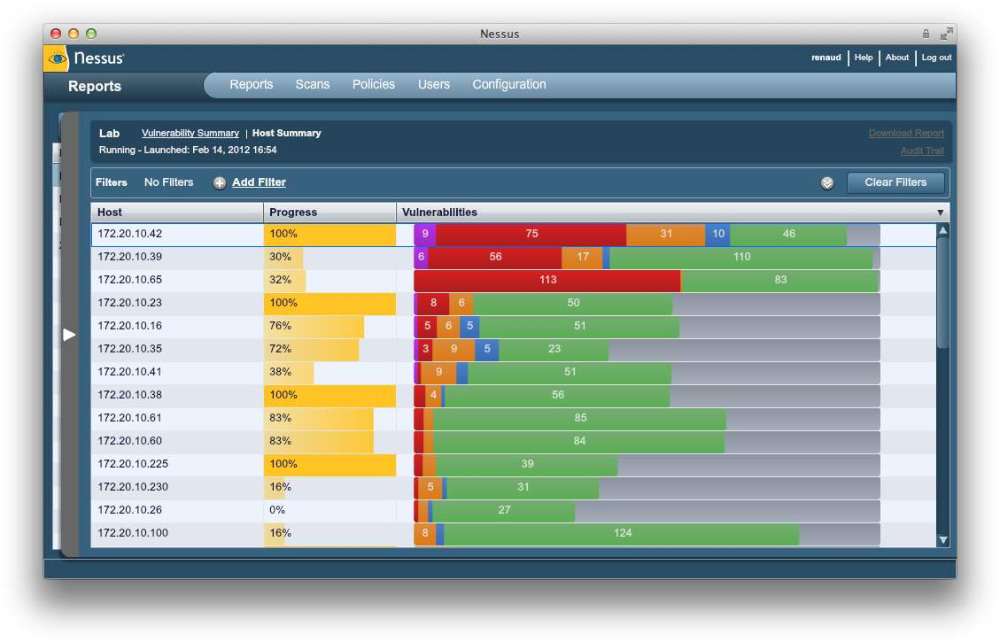 Nessus
Nessus
renaud | Help | About | Log out
Reports
Reports Scans Policies Users Configuration
Lab Vulnerability Summary | Host Summary Download Report
Running - Launched: Feb 14, 2012 16:54 Audit Trail
Filters No Filters Add Filter Clear Filters
Host Progress Vulnerabilities
172.20.10.42 100% 9 75 31 10 46
172.20.10.39 30% 6 56 17 110
172.20.10.65 32% 113 83
172.20.10.23 100% 8 6 50
172.20.10.16 76% 5 6 5 51
172.20.10.35 72% 3 9 5 23
172.20.10.41 38% 9 51
172.20.10.38 100% 4 56
172.20.10.61 83% 85
172.20.10.60 83% 84
172.20.10.225 100% 39
172.20.10.230 16% 5 31
172.20.10.26 0% 27
172.20.10.100 16% 8 124